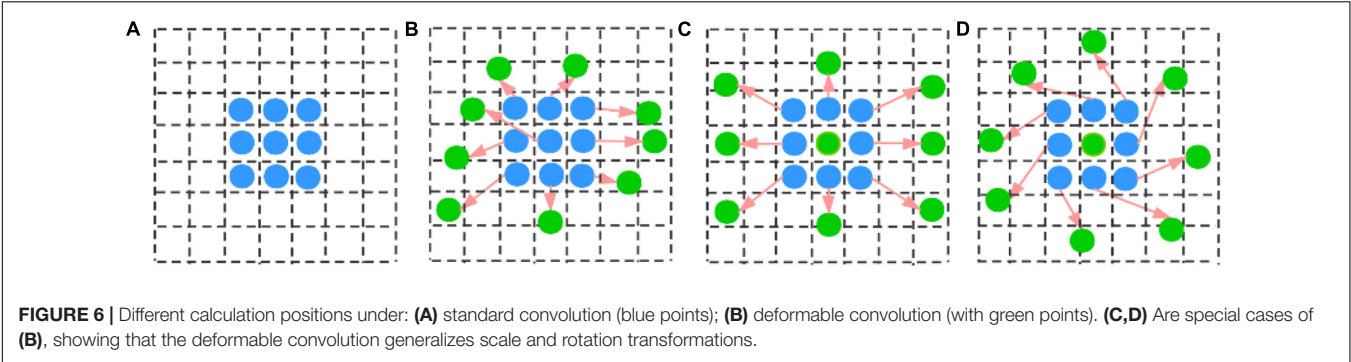 A B C D
FIGURE 6 | Different calculation positions under: (A) standard convolution (blue points); (B) deformable convolution (with green points). (C,D) Are special cases of
(B), showing that the deformable convolution generalizes scale and rotation transformations.